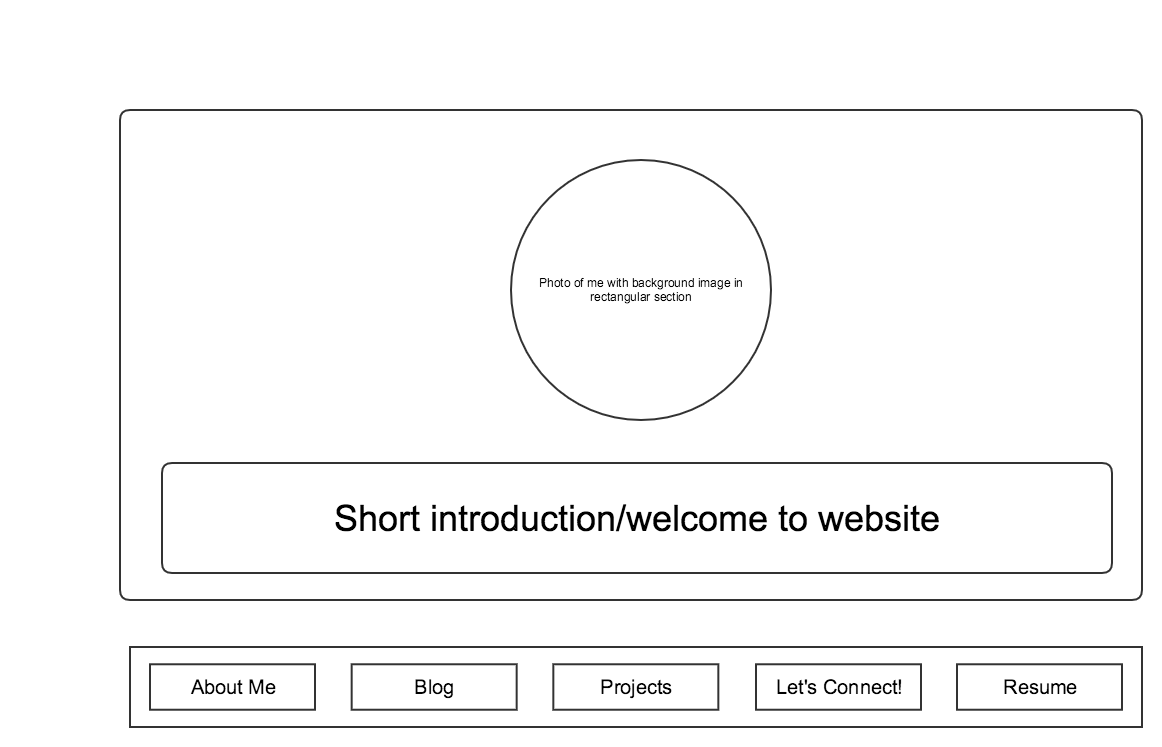 Photo of me with background image in
rectangular section
Short introduction/welcome to website
About Me
Blog
Projects
Let's Connect!
Resume